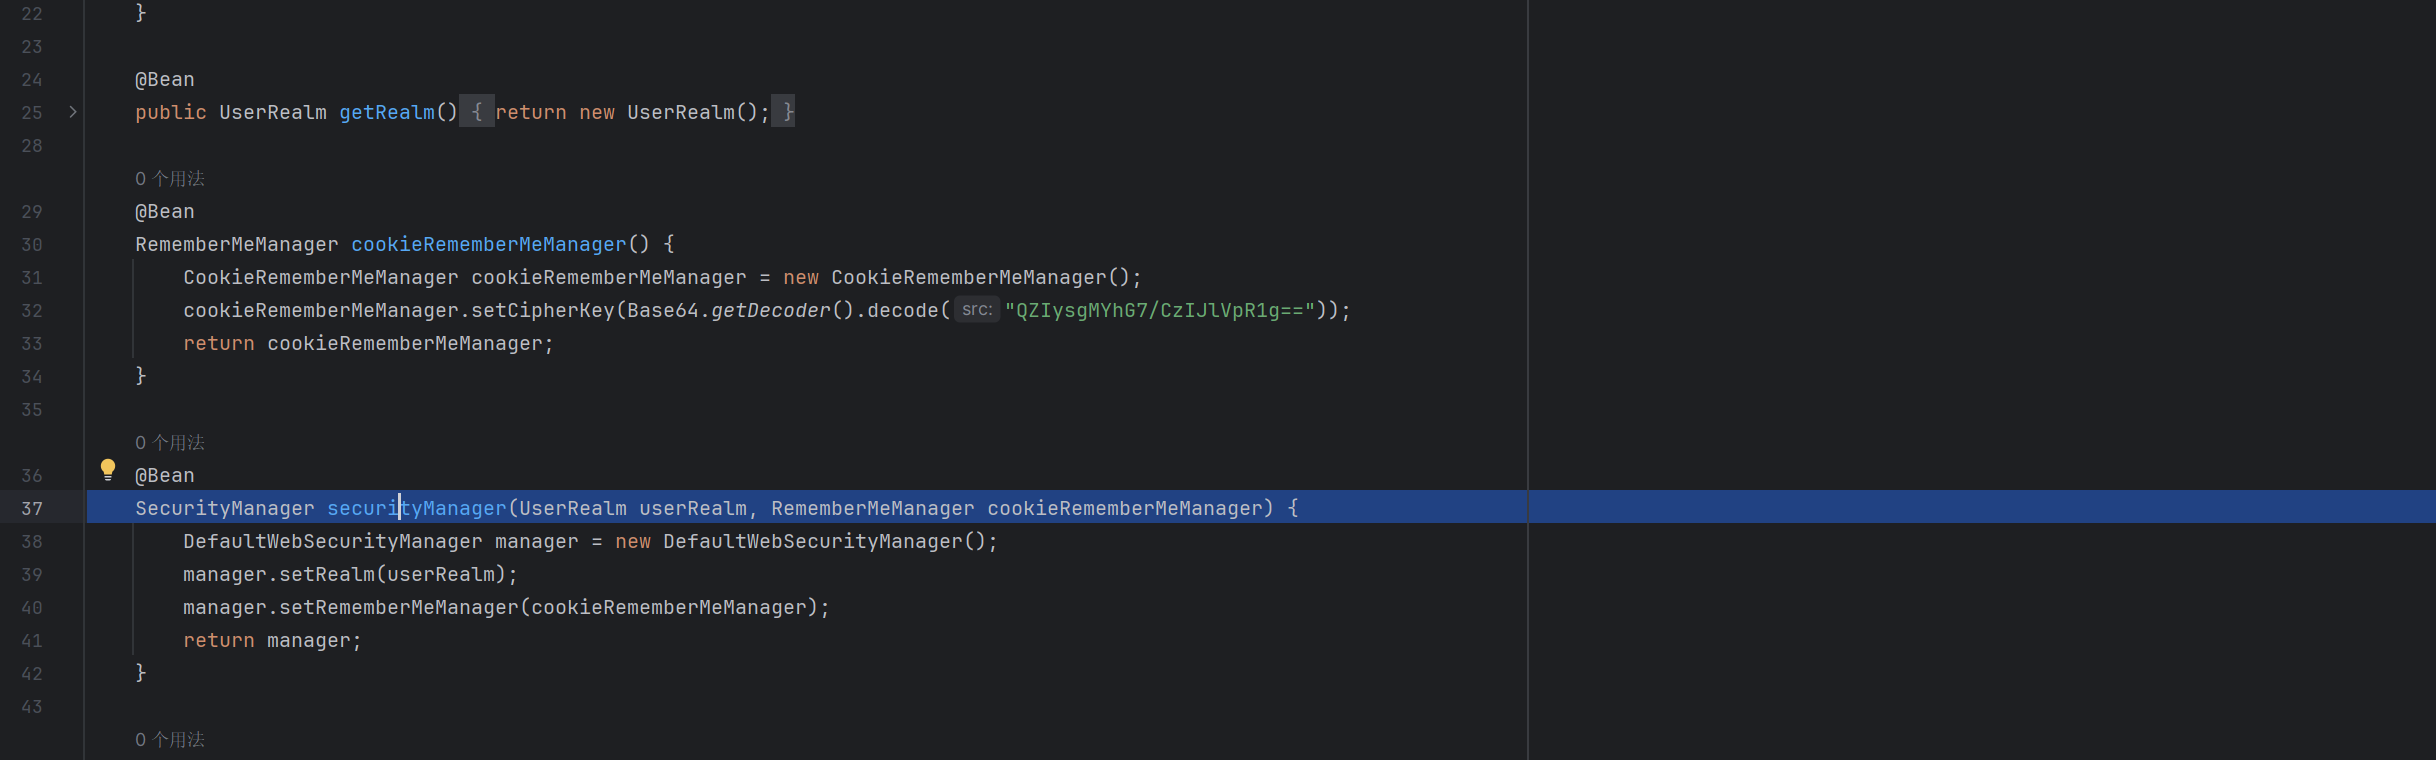 22 }
23
24 @Bean
25 public UserRealm getRealm() { return new UserRealm(); }
28
0 个用法
29 @Bean
30 RememberMeManager cookieRememberMeManager() {
31 CookieRememberMeManager cookieRememberMeManager = new CookieRememberMeManager();
32 cookieRememberMeManager.setCipherKey(Base64.getDecoder().decode( src: "QZIysgMYhG7/CzIJlVpR1g=="));
33 return cookieRememberMeManager;
34 }
35
0 个用法
36 @Bean
37 SecurityManager securityManager(UserRealm userRealm, RememberMeManager cookieRememberMeManager) {
38 DefaultWebSecurityManager manager = new DefaultWebSecurityManager();
39 manager.setRealm(userRealm);
40 manager.setRememberMeManager(cookieRememberMeManager);
41 return manager;
42 }
43
0 个用法